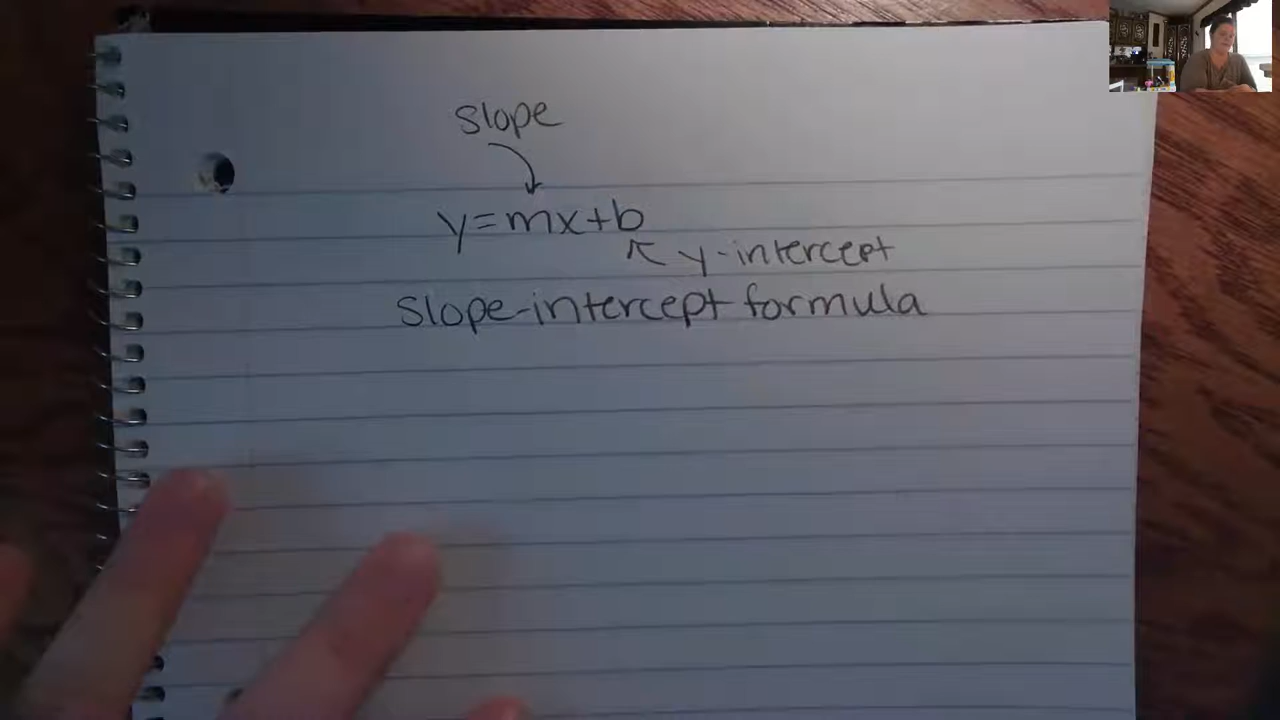 slope
y=mx+b
y-intercept
slope-intercept formula